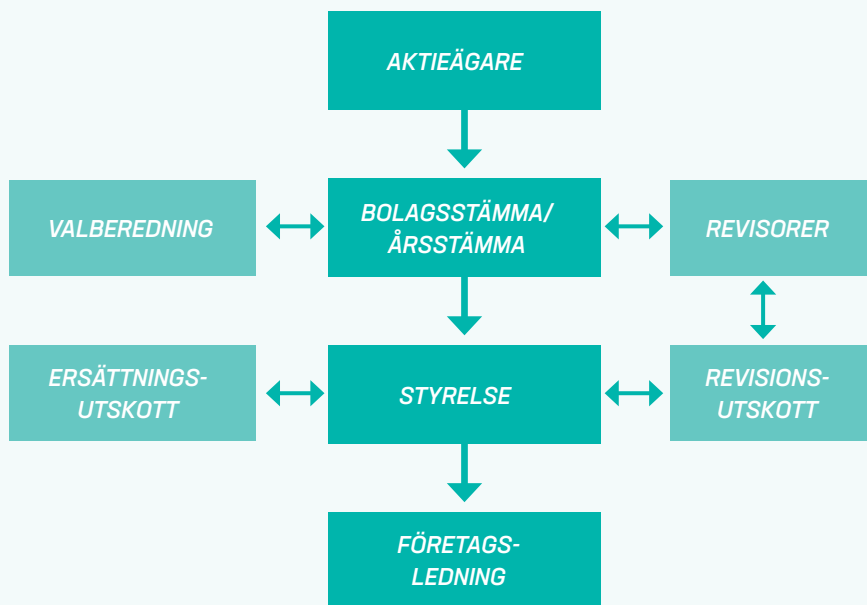 AKTIEÄGARE
VALBEREDNING
BOLAGSSTÄMMA/
ÅRSSTÄMMA
REVISORER
ERSÄTTNINGS-
UTSKOTT
STYRELSE
REVISIONS-
UTSKOTT
FÖRETAGS-
LEDNING